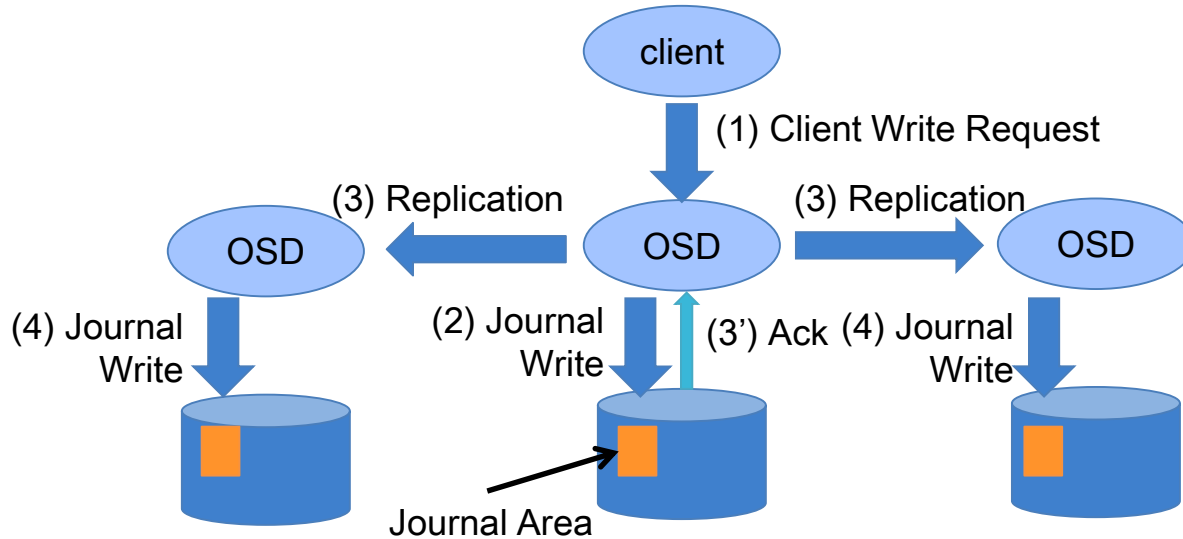 client
(1) Client Write Request
(3) Replication
(3) Replication
OSD
OSD
OSD
(4) Journal
Write
(2) Journal
Write
(3’) Ack
(4) Journal
Write
Journal Area